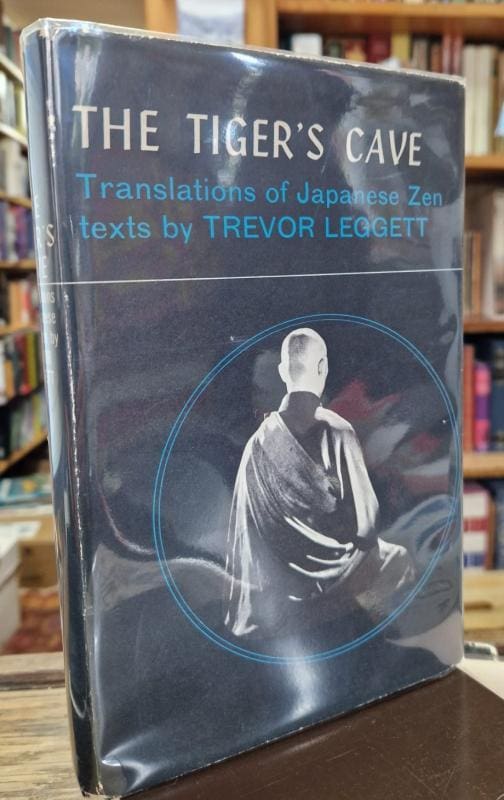 THE TIGER'S CAVE
Translations of Japanese Zen
texts by TREVOR LEGGETT